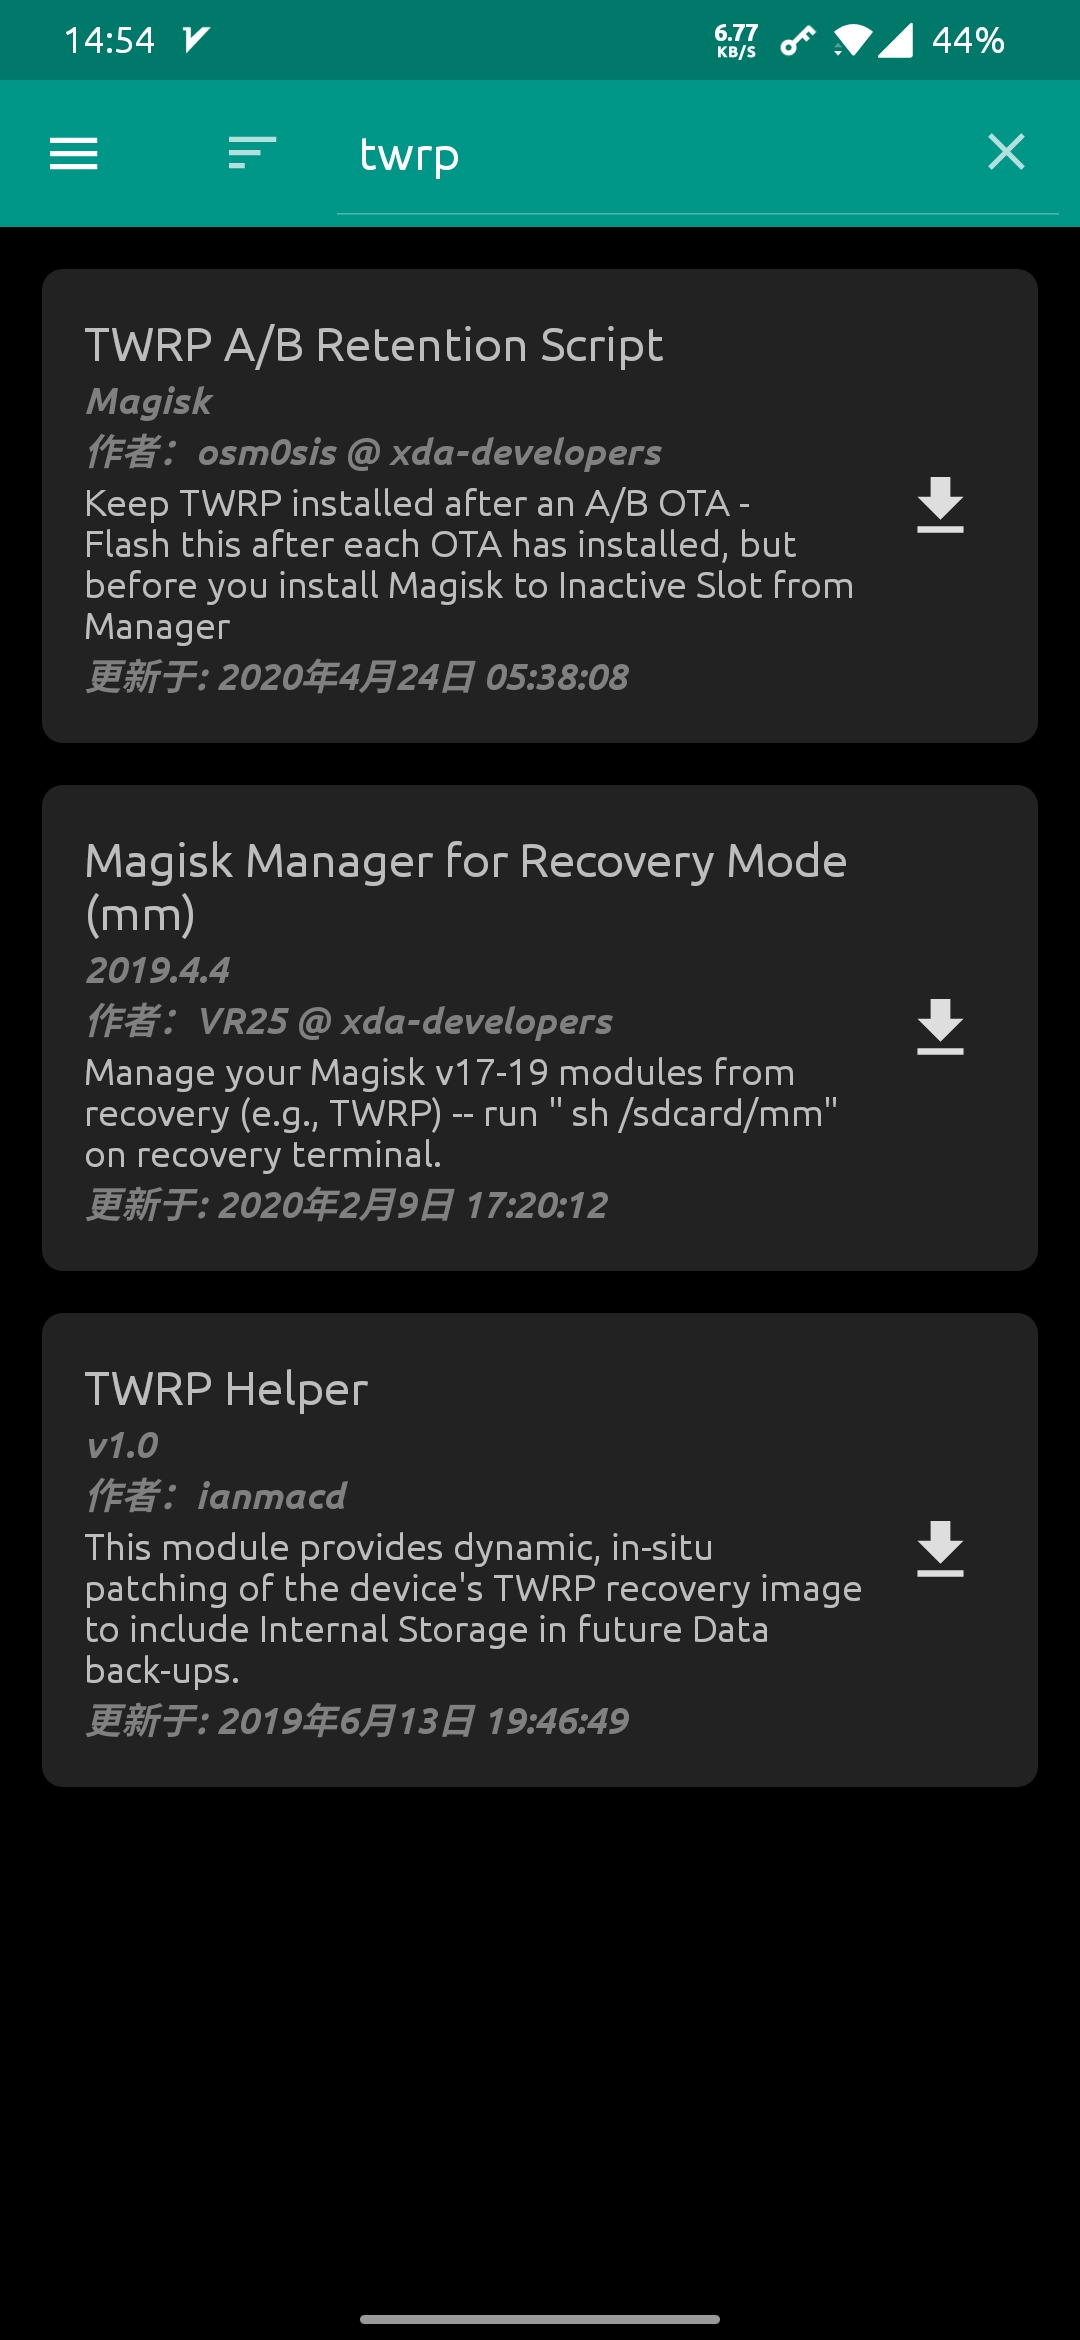 14:54
6.77
KB/S
44%
twrp
TWRP A/B Retention Script
Magisk
作者：osm0sis @ xda-developers
Keep TWRP installed after an A/B OTA -
Flash this after each OTA has installed, but
before you install Magisk to Inactive Slot from
Manager
更新于: 2020年4月24日 05:38:08
Magisk Manager for Recovery Mode
(mm)
2019.4.4
作者：VR25 @ xda-developers
Manage your Magisk v17-19 modules from
recovery (e.g., TWRP) -- run " sh /sdcard/mm"
on recovery terminal.
更新于: 2020年2月9日 17:20:12
TWRP Helper
v1.0
作者：ianmacd
This module provides dynamic, in-situ
patching of the device's TWRP recovery image
to include Internal Storage in future Data
back-ups.
更新于: 2019年6月13日 19:46:49